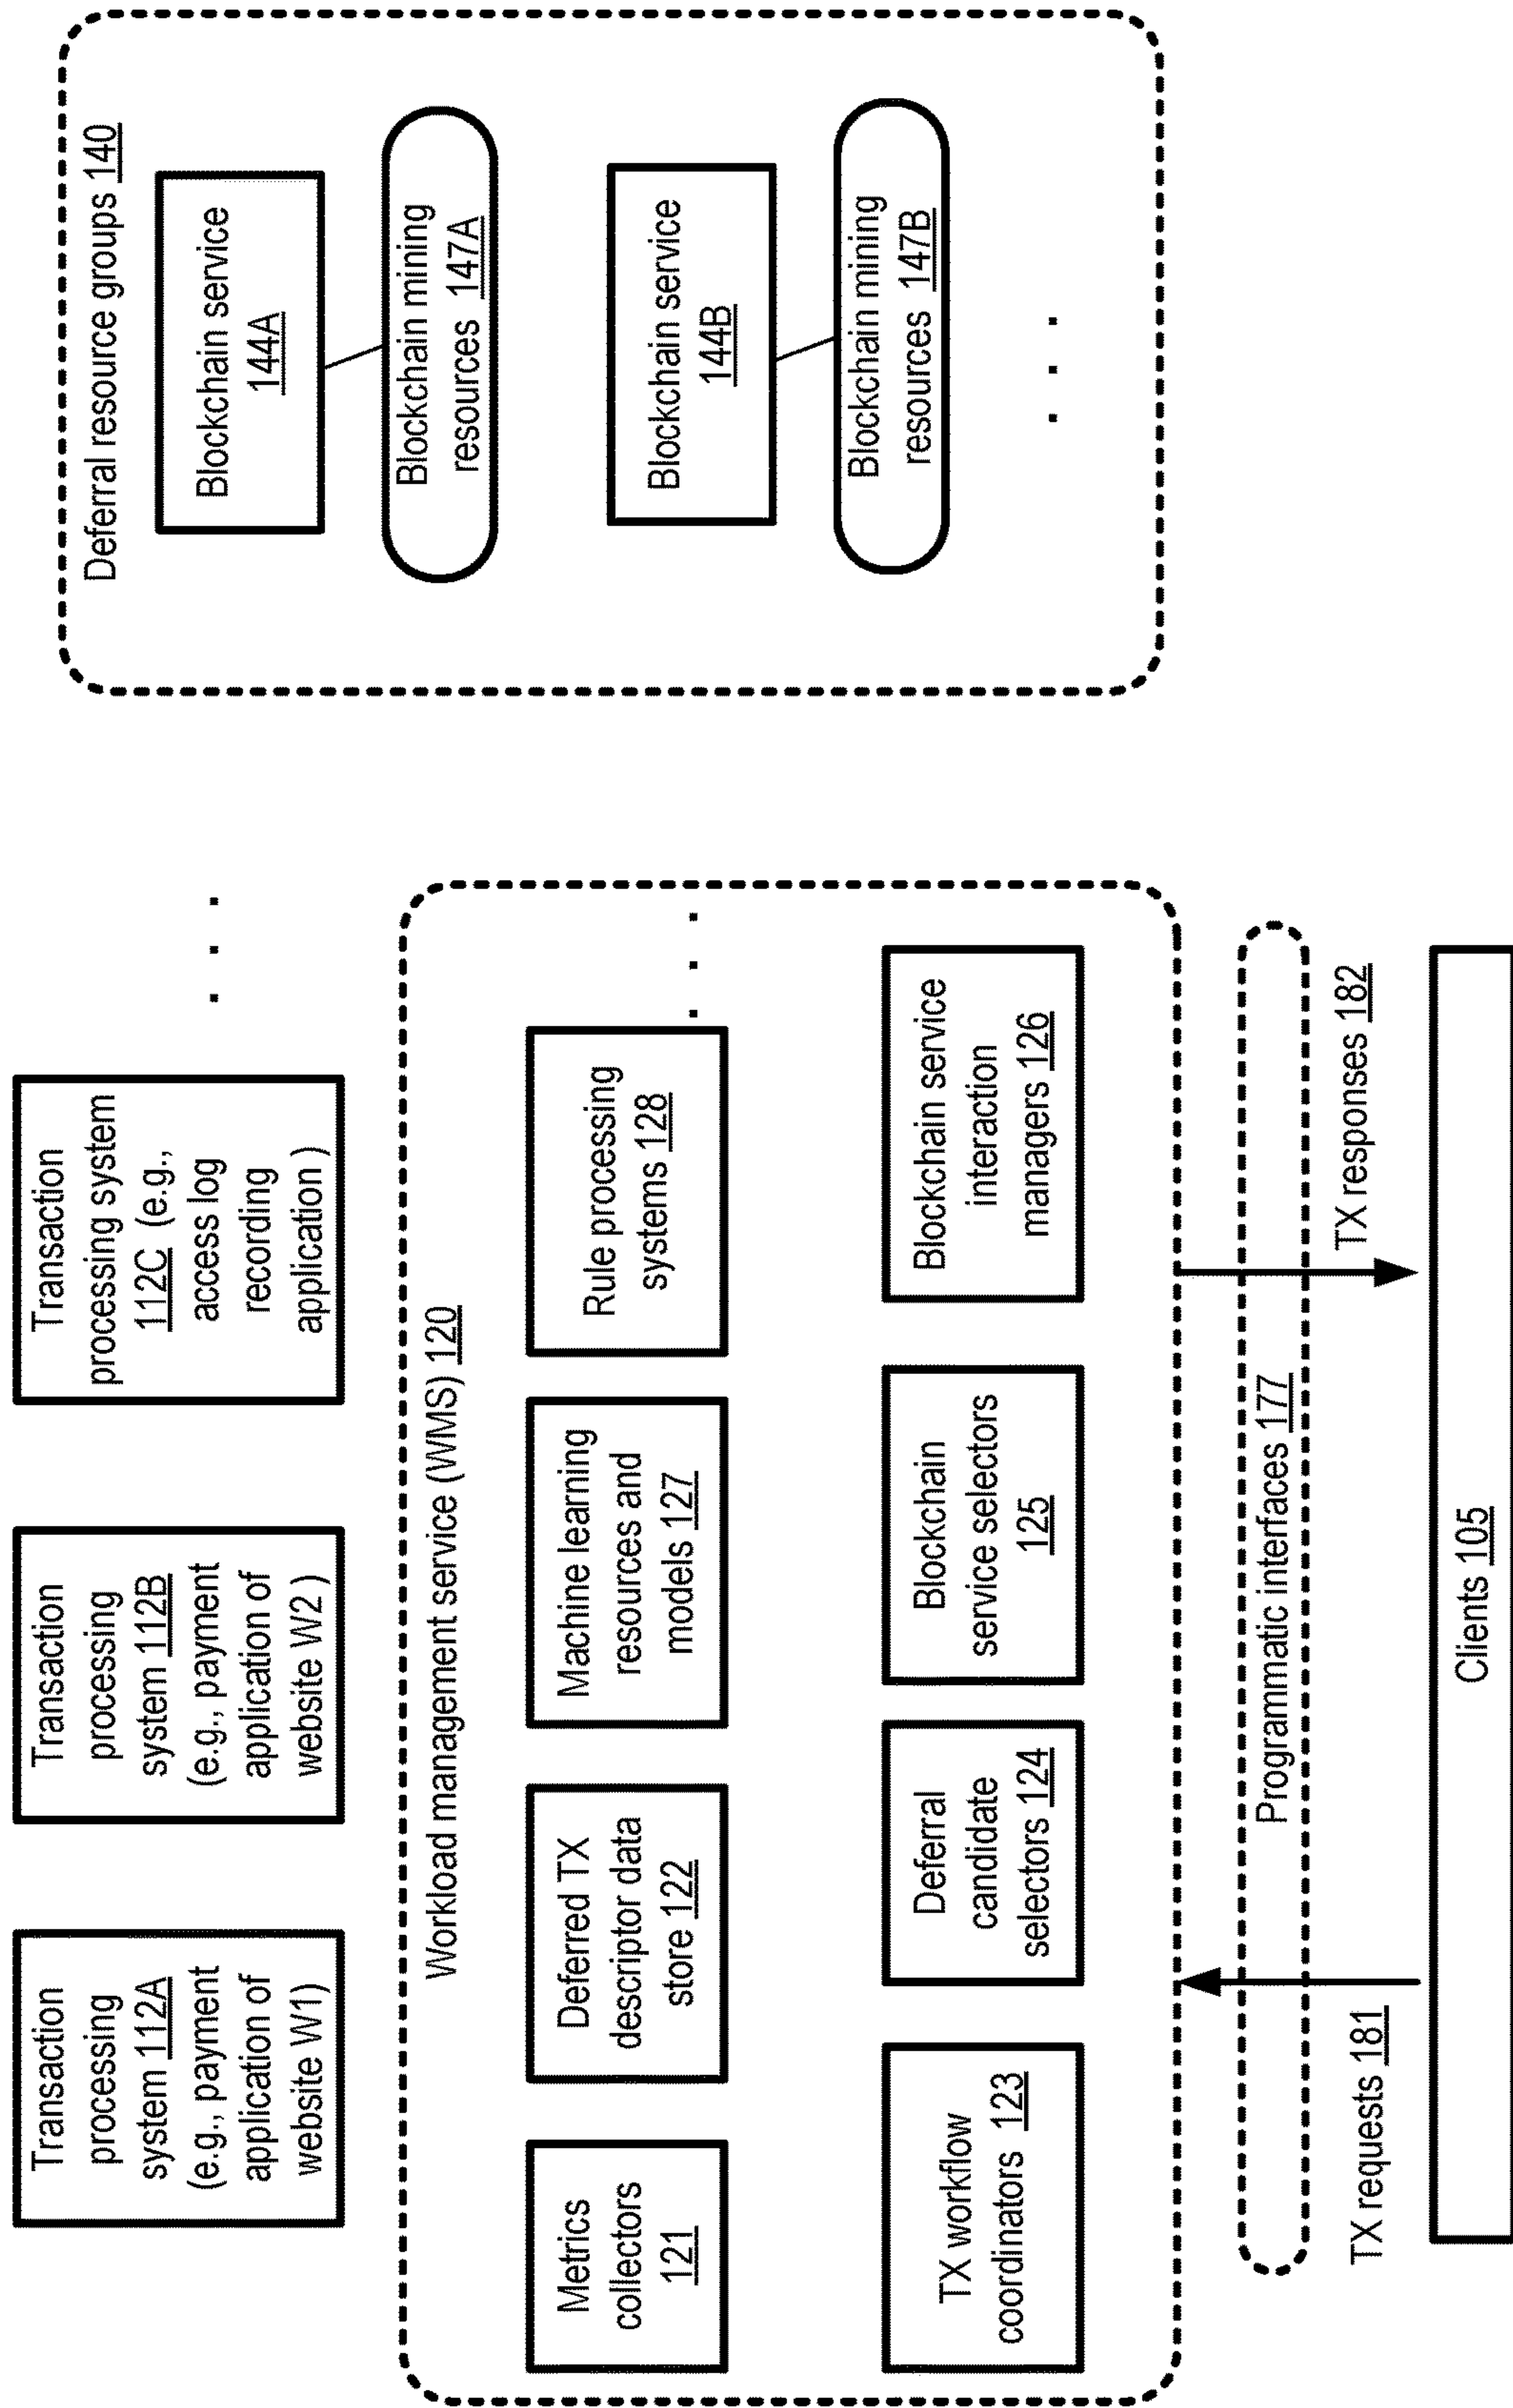 Transaction
processing
system 112A
(e.g., payment
application of
website W1)
Transaction
processing
system 112B
(e.g., payment
application of
website W2 )
Transaction
processing system
112C (e.g.,
access log
recording
application )
. . .
Workload management service (WMS) 120
Metrics
collectors
121
Deferred TX
descriptor data
store 122
Machine learning
resources and
models 127
Rule processing
systems 128
. . .
TX workflow
coordinators 123
Deferral
candidate
selectors 124
Blockchain
service selectors
125
Blockchain service
interaction
managers 126
Programmatic interfaces 177
TX requests 181
TX responses 182
Clients 105
Deferral resource groups 140
Blockchain service
144A
Blockchain mining
resources 147A
Blockchain service
144B
Blockchain mining
resources 147B
. . .